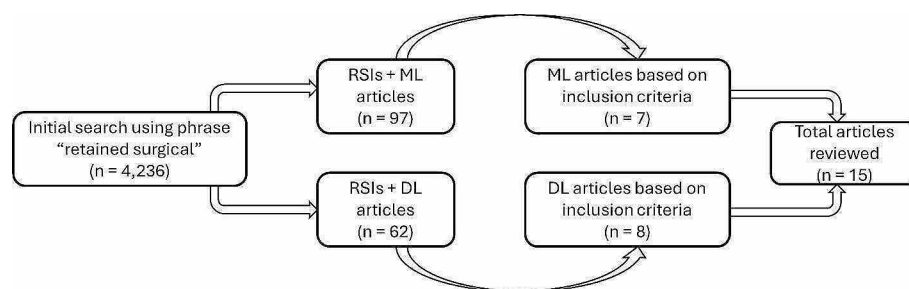 Initial search using phrase
“retained surgical”
(n = 4,236)
RSIs + ML
articles
(n = 97)
RSIs + DL
articles
(n = 62)
ML articles based on
inclusion criteria
(n = 7)
DL articles based on
inclusion criteria
(n = 8)
Total articles
reviewed
(n = 15)